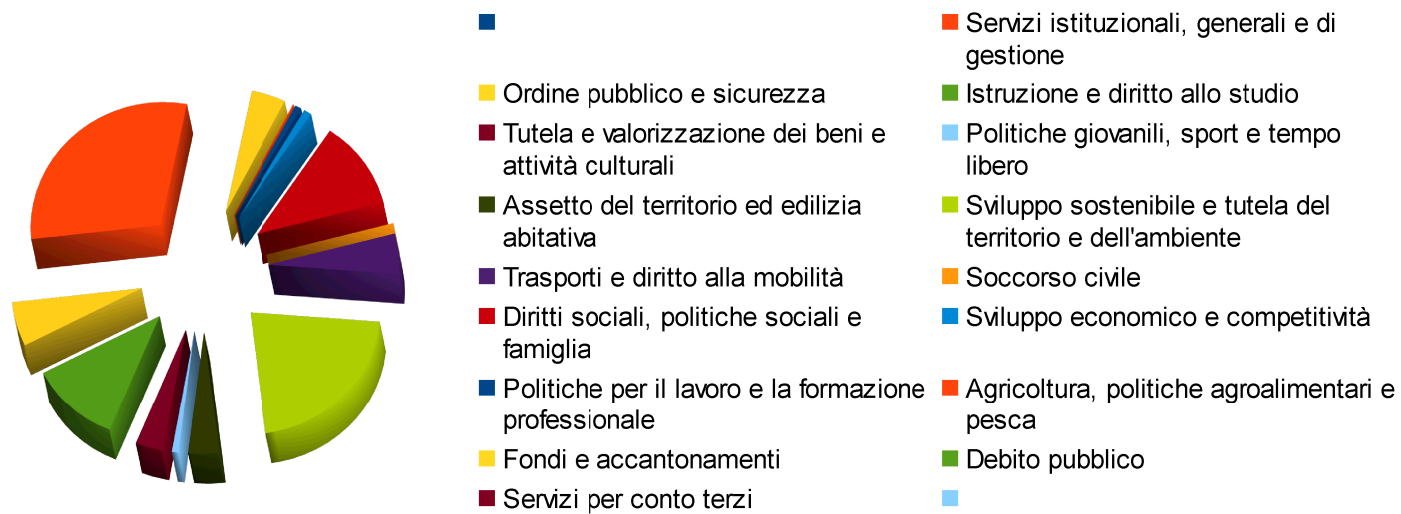 Servizi istituzionali, generali e di
gestione
Ordine pubblico e sicurezza
Istruzione e diritto allo studio
Tutela e valorizzazione dei beni e
attività culturali
Politiche giovanili, sport e tempo
libero
Assetto del territorio ed edilizia
abitativa
Sviluppo sostenibile e tutela del
territorio e dell'ambiente
Trasporti e diritto alla mobilità
Soccorso civile
Diritti sociali, politiche sociali e
famiglia
Sviluppo economico e competitività
Politiche per il lavoro e la formazione
professionale
Agricoltura, politiche agroalimentari e
pesca
Fondi e accantonamenti
Debito pubblico
Servizi per conto terzi